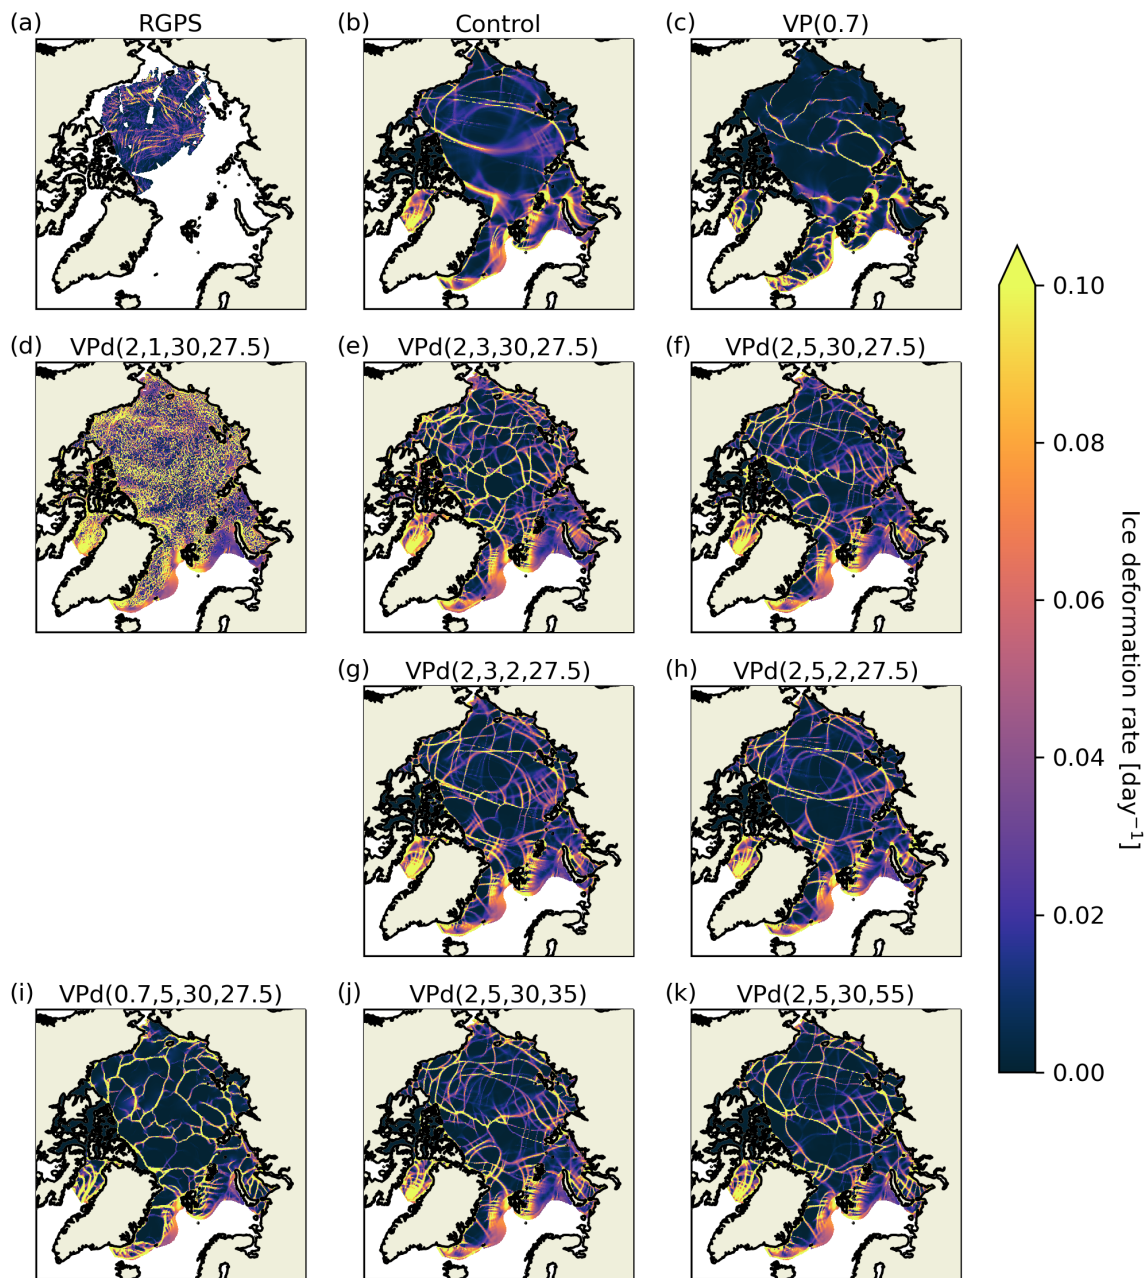 (a) RGPS
(b) Control
(c) VP(0.7)
(d) VPd(2,1,30,27.5)
(e) VPd(2,3,30,27.5)
(f) VPd(2,5,30,27.5)
(g) VPd(2,3,2,27.5)
(h) VPd(2,5,2,27.5)
(i) VPd(0.7,5,30,27.5)
(j) VPd(2,5,30,35)
(k) VPd(2,5,30,55)
0.10
0.08
0.06
0.04
0.02
0.00
Ice deformation rate [day⁻¹]